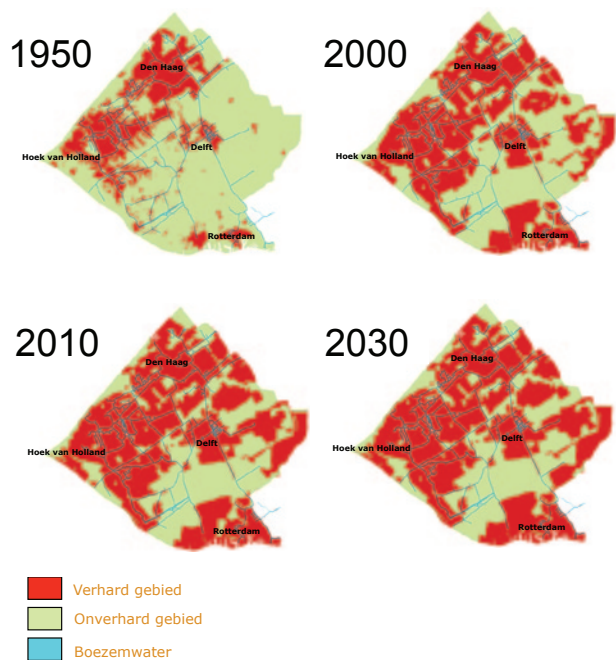 1950
Den Haag
Hoek van Holland
Delft
Rotterdam
2000
Den Haag
Hoek van Holland
Delft
Rotterdam
2010
Den Haag
Hoek van Holland
Delft
Rotterdam
2030
Den Haag
Hoek van Holland
Delft
Rotterdam
Verhard gebied
Onverhard gebied
Boezemwater